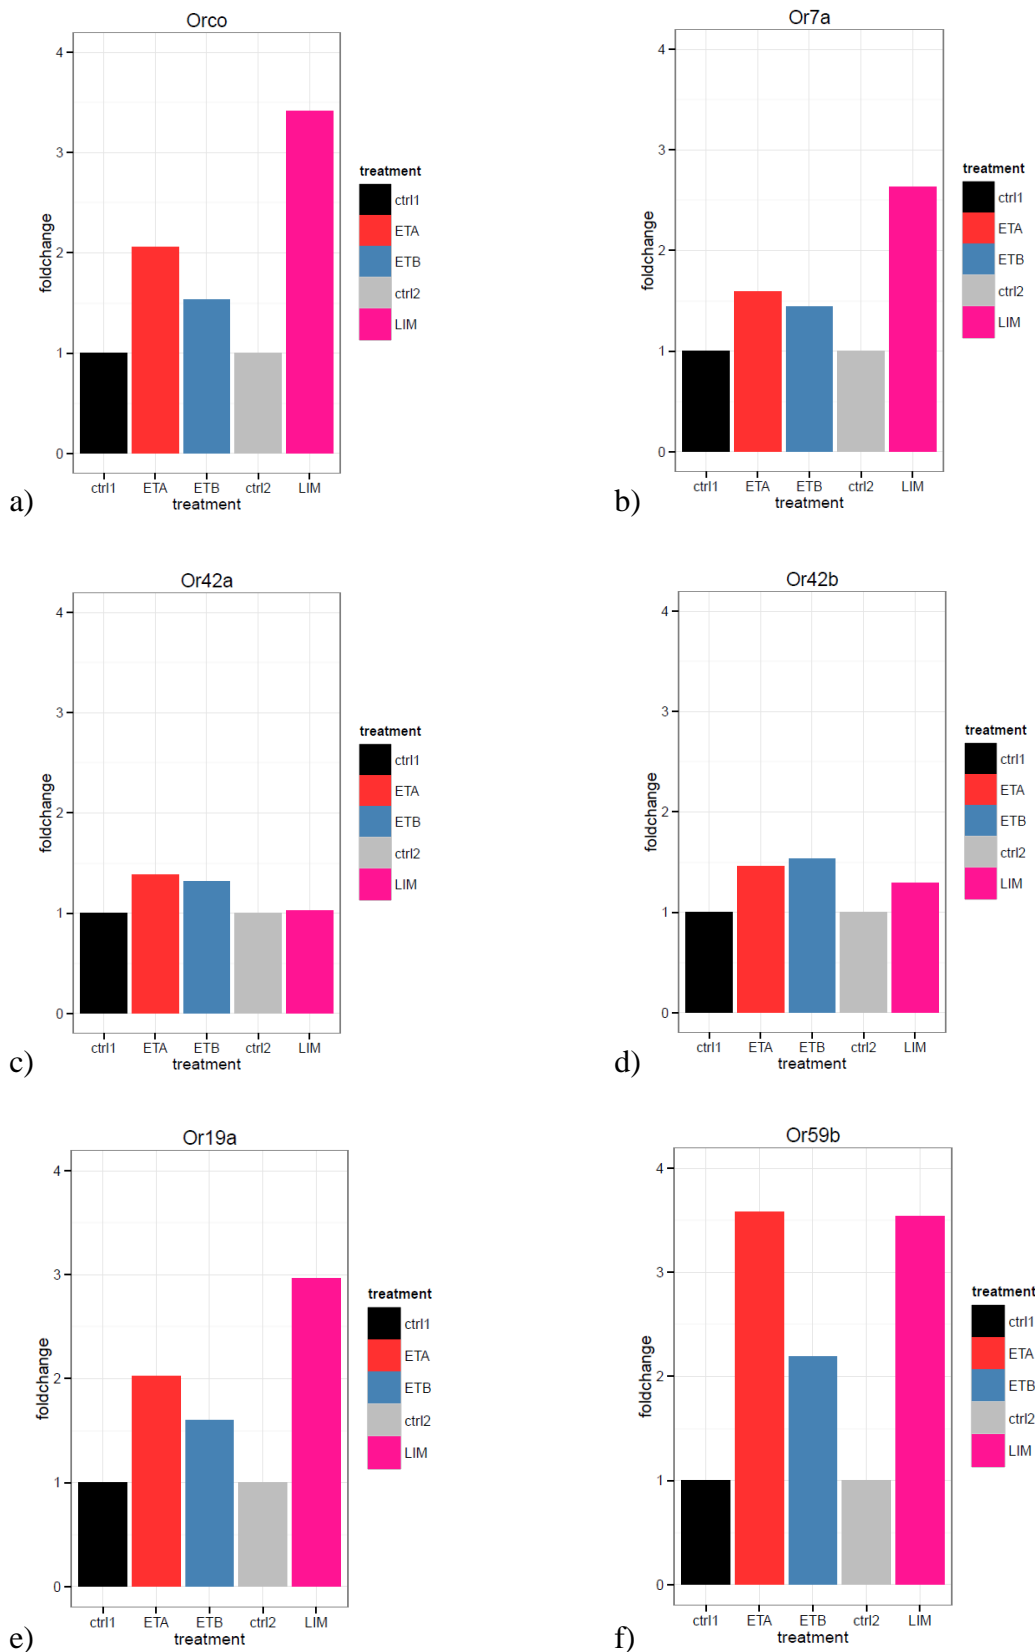 Orco
4
3
2
1
0
foldchange
ctrl1 ETA ETB ctrl2 LIM
treatment
treatment
ctrl1
ETA
ETB
ctrl2
LIM
a)
Or7a
4
3
2
1
0
foldchange
ctrl1 ETA ETB ctrl2 LIM
treatment
treatment
ctrl1
ETA
ETB
ctrl2
LIM
b)
Or42a
4
3
2
1
0
foldchange
ctrl1 ETA ETB ctrl2 LIM
treatment
treatment
ctrl1
ETA
ETB
ctrl2
LIM
c)
Or42b
4
3
2
1
0
foldchange
ctrl1 ETA ETB ctrl2 LIM
treatment
treatment
ctrl1
ETA
ETB
ctrl2
LIM
d)
Or19a
4
3
2
1
0
foldchange
ctrl1 ETA ETB ctrl2 LIM
treatment
treatment
ctrl1
ETA
ETB
ctrl2
LIM
e)
Or59b
4
3
2
1
0
foldchange
ctrl1 ETA ETB ctrl2 LIM
treatment
treatment
ctrl1
ETA
ETB
ctrl2
LIM
f)